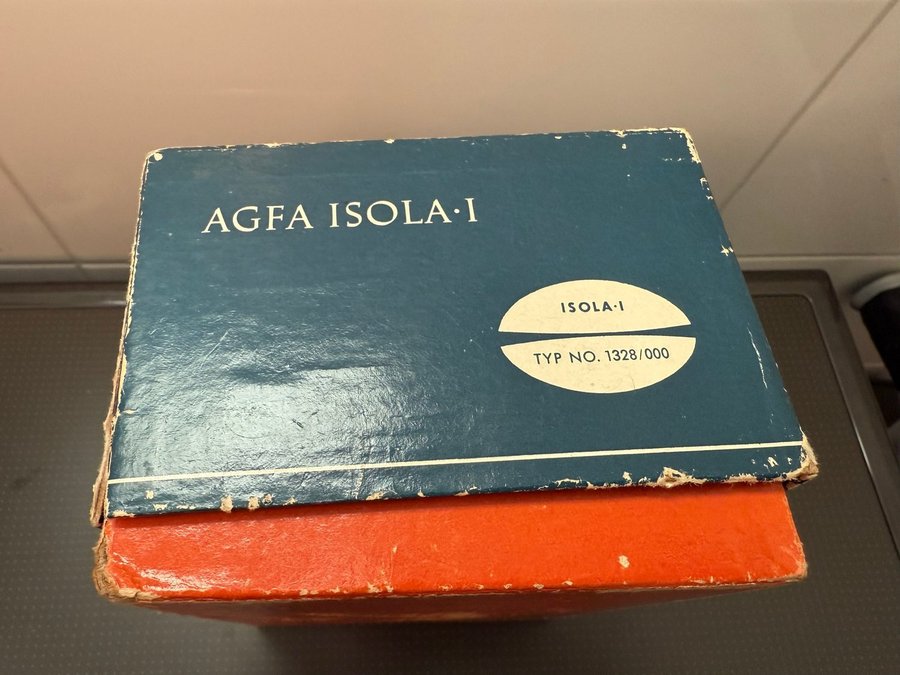 AGFA ISOLA·I
ISOLA·I
TYP NO. 1328/000